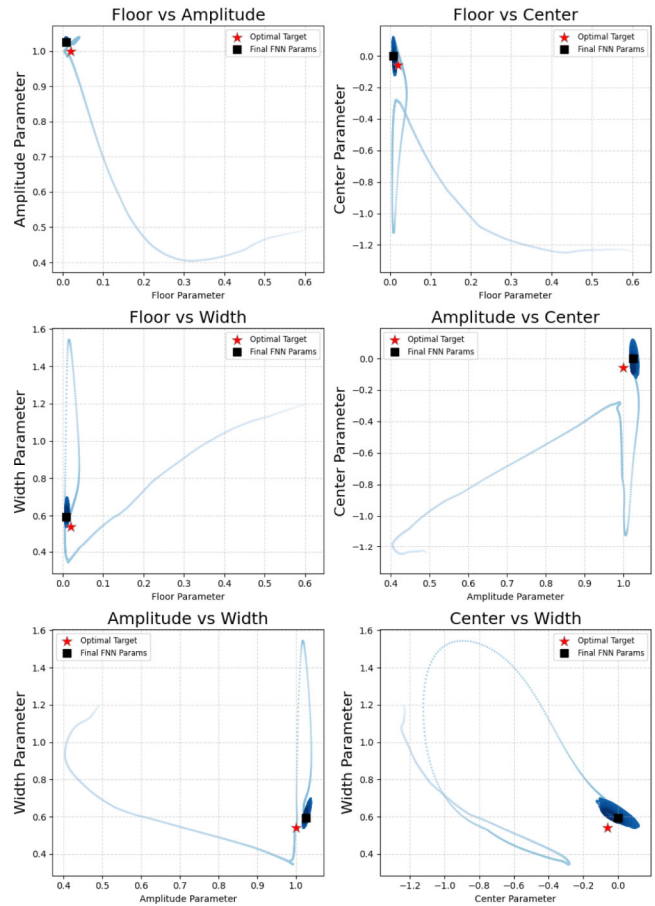 Floor vs Amplitude
Optimal Target
Final FNN Params
Amplitude Parameter
1.0
0.9
0.8
0.7
0.6
0.5
0.4
0.0 0.1 0.2 0.3 0.4 0.5 0.6
Floor Parameter
Floor vs Center
Optimal Target
Final FNN Params
Center Parameter
0.0
−0.2
−0.4
−0.6
−0.8
−1.0
−1.2
0.0 0.1 0.2 0.3 0.4 0.5 0.6
Floor Parameter
Floor vs Width
Optimal Target
Final FNN Params
Width Parameter
1.6
1.4
1.2
1.0
0.8
0.6
0.4
0.0 0.1 0.2 0.3 0.4 0.5 0.6
Floor Parameter
Amplitude vs Center
Optimal Target
Final FNN Params
Center Parameter
0.0
−0.2
−0.4
−0.6
−0.8
−1.0
−1.2
0.4 0.5 0.6 0.7 0.8 0.9 1.0
Amplitude Parameter
Amplitude vs Width
Optimal Target
Final FNN Params
Width Parameter
1.6
1.4
1.2
1.0
0.8
0.6
0.4
0.4 0.5 0.6 0.7 0.8 0.9 1.0
Amplitude Parameter
Center vs Width
Optimal Target
Final FNN Params
Width Parameter
1.6
1.4
1.2
1.0
0.8
0.6
0.4
−1.2 −1.0 −0.8 −0.6 −0.4 −0.2 0.0
Center Parameter